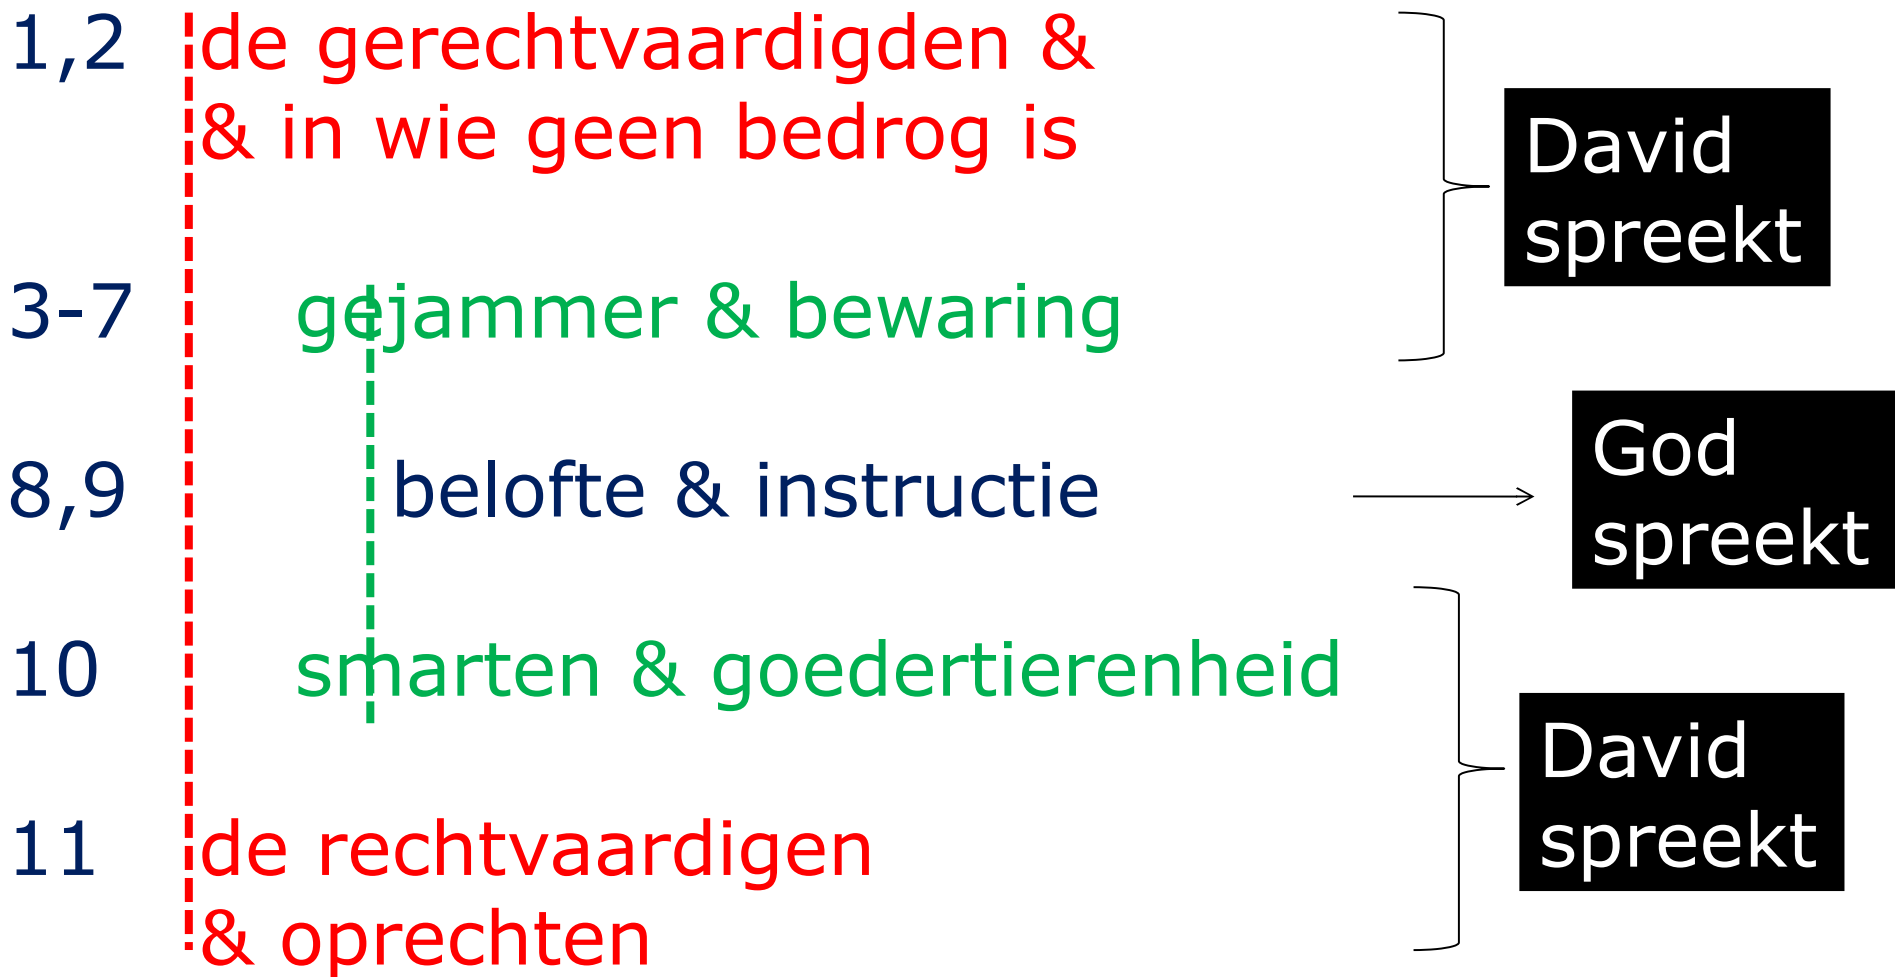 1,2 de gerechtvaardigden &
& in wie geen bedrog is
David
spreekt
3-7 gejammer & bewaring
God
8,9 belofte & instructie
spreekt
10 smarten & goedertierenheid
David
spreekt
11 de rechtvaardigen
& oprechten